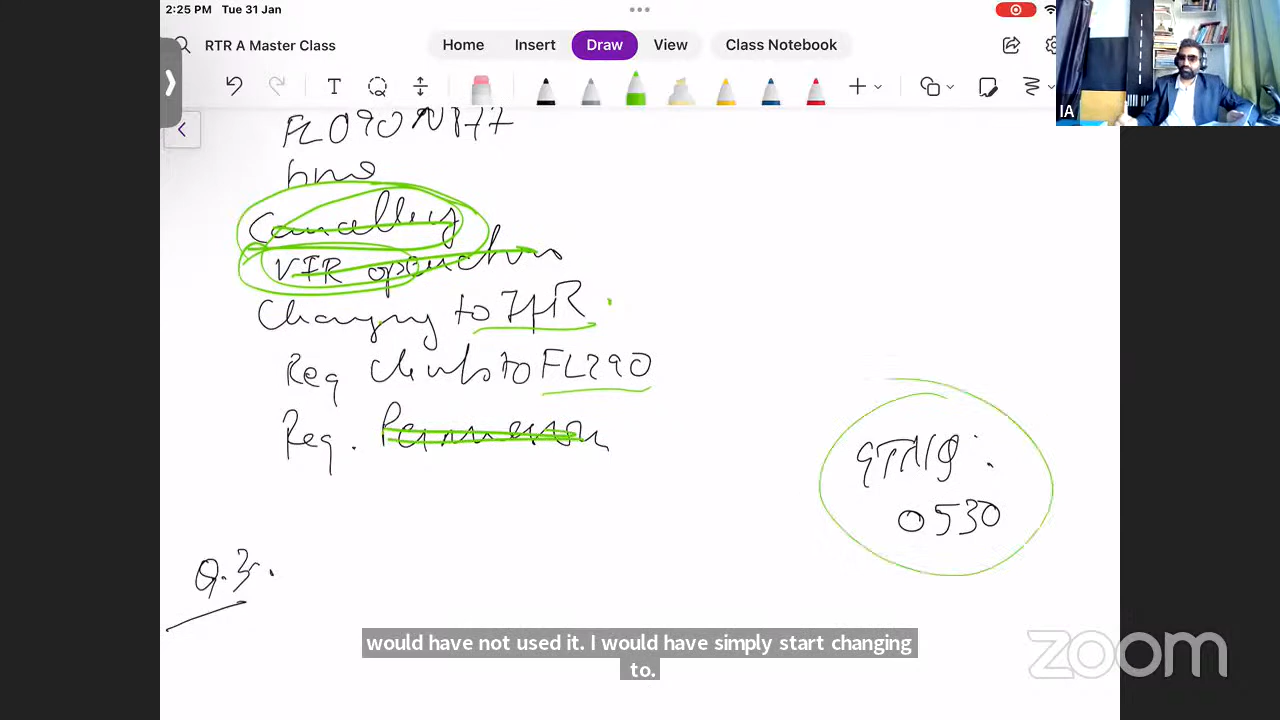 2:25 PM Tue 31 Jan
RTR A Master Class
Home Insert Draw View Class Notebook
T
IA
FL090
Cancelling
VFR operations
Changing to IFR
Req climb to FL290
Req. Permission
0530
Q.3.
would have not used it. I would have simply start changing
to.
zoom